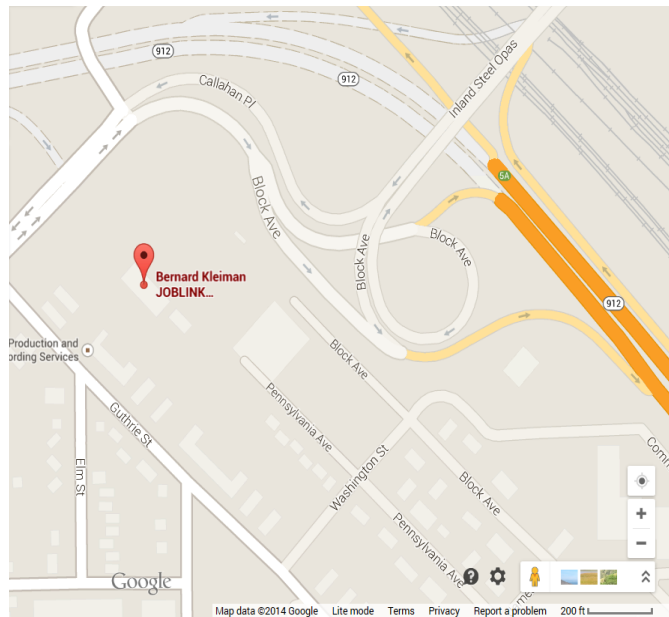 912
912
Inland Steel Opas
Callahan Pl
5A
Block Ave
Block Ave
Block Ave
Bernard Kleiman
JOBLINK...
912
Production and
ording Services
Block Ave
Pennsylvania Ave
Guthrie St
Elm St
Washington St
Block Ave
Pennsylvania Ave
Comm
Google
Map data ©2014 Google Lite mode Terms Privacy Report a problem 200 ft